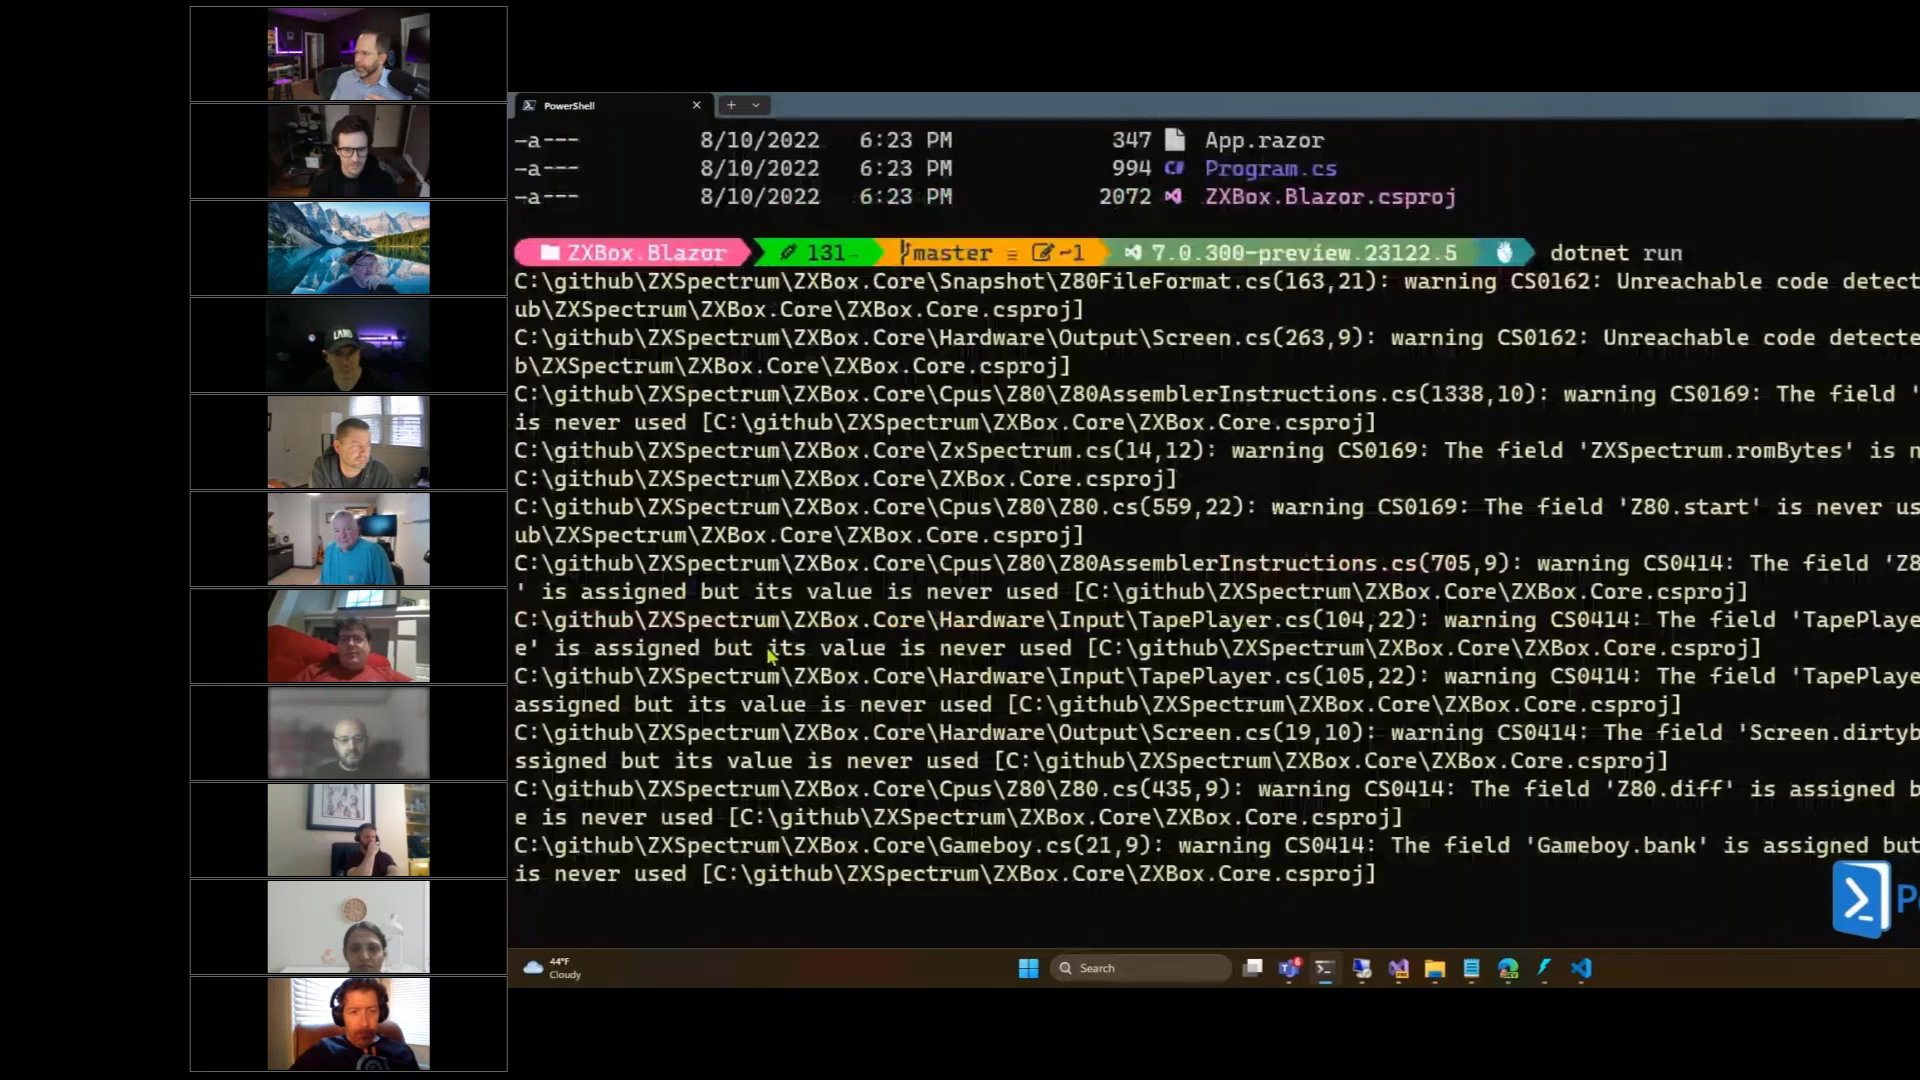 PowerShell
-a--- 8/10/2022 6:23 PM 347 App.razor
-a--- 8/10/2022 6:23 PM 994 Program.cs
-a--- 8/10/2022 6:23 PM 2072 ZXBox.Blazor.csproj
ZXBox.Blazor 131 master ≡ ~1 7.0.300-preview.23122.5 dotnet run
C:\github\ZXSpectrum\ZXBox.Core\Snapshot\Z80FileFormat.cs(163,21): warning CS0162: Unreachable code detect
ub\ZXSpectrum\ZXBox.Core\ZXBox.Core.csproj]
C:\github\ZXSpectrum\ZXBox.Core\Hardware\Output\Screen.cs(263,9): warning CS0162: Unreachable code detecte
b\ZXSpectrum\ZXBox.Core\ZXBox.Core.csproj]
C:\github\ZXSpectrum\ZXBox.Core\Cpus\Z80\Z80AssemblerInstructions.cs(1338,10): warning CS0169: The field '
is never used [C:\github\ZXSpectrum\ZXBox.Core\ZXBox.Core.csproj]
C:\github\ZXSpectrum\ZXBox.Core\ZxSpectrum.cs(14,12): warning CS0169: The field 'ZXSpectrum.romBytes' is n
C:\github\ZXSpectrum\ZXBox.Core\ZXBox.Core.csproj]
C:\github\ZXSpectrum\ZXBox.Core\Cpus\Z80\Z80.cs(559,22): warning CS0169: The field 'Z80.start' is never us
ub\ZXSpectrum\ZXBox.Core\ZXBox.Core.csproj]
C:\github\ZXSpectrum\ZXBox.Core\Cpus\Z80\Z80AssemblerInstructions.cs(705,9): warning CS0414: The field 'Z8
' is assigned but its value is never used [C:\github\ZXSpectrum\ZXBox.Core\ZXBox.Core.csproj]
C:\github\ZXSpectrum\ZXBox.Core\Hardware\Input\TapePlayer.cs(104,22): warning CS0414: The field 'TapePlaye
e' is assigned but its value is never used [C:\github\ZXSpectrum\ZXBox.Core\ZXBox.Core.csproj]
C:\github\ZXSpectrum\ZXBox.Core\Hardware\Input\TapePlayer.cs(105,22): warning CS0414: The field 'TapePlaye
assigned but its value is never used [C:\github\ZXSpectrum\ZXBox.Core\ZXBox.Core.csproj]
C:\github\ZXSpectrum\ZXBox.Core\Hardware\Output\Screen.cs(19,10): warning CS0414: The field 'Screen.dirtyb
ssigned but its value is never used [C:\github\ZXSpectrum\ZXBox.Core\ZXBox.Core.csproj]
C:\github\ZXSpectrum\ZXBox.Core\Cpus\Z80\Z80.cs(435,9): warning CS0414: The field 'Z80.diff' is assigned b
e is never used [C:\github\ZXSpectrum\ZXBox.Core\ZXBox.Core.csproj]
C:\github\ZXSpectrum\ZXBox.Core\Gameboy.cs(21,9): warning CS0414: The field 'Gameboy.bank' is assigned but
is never used [C:\github\ZXSpectrum\ZXBox.Core\ZXBox.Core.csproj]
44°F
Cloudy
Search